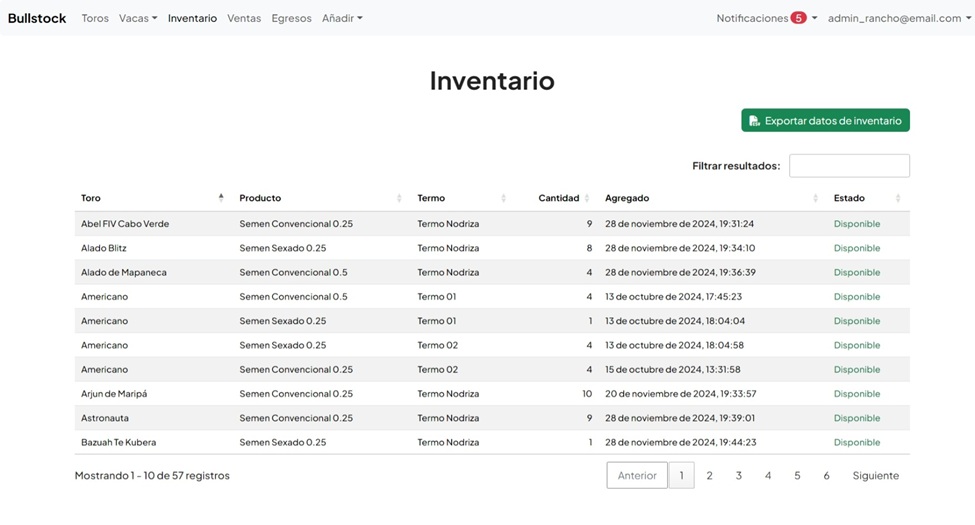 Bullstock Toros Vacas Inventario Ventas Egresos Añadir Notificaciones 5 admin_rancho@email.com
Inventario
Exportar datos de inventario
Filtrar resultados:
Toro Producto Termo Cantidad Agregado Estado
Abel FIV Cabo Verde Semen Convencional 0.25 Termo Nodriza 9 28 de noviembre de 2024, 19:31:24 Disponible
Alado Blitz Semen Sexado 0.25 Termo Nodriza 8 28 de noviembre de 2024, 19:34:10 Disponible
Alado de Mapaneca Semen Convencional 0.5 Termo Nodriza 4 28 de noviembre de 2024, 19:36:39 Disponible
Americano Semen Convencional 0.5 Termo 01 4 13 de octubre de 2024, 17:45:23 Disponible
Americano Semen Sexado 0.25 Termo 01 1 13 de octubre de 2024, 18:04:04 Disponible
Americano Semen Sexado 0.25 Termo 02 4 13 de octubre de 2024, 18:04:58 Disponible
Americano Semen Convencional 0.25 Termo 02 4 15 de octubre de 2024, 13:31:58 Disponible
Arjun de Maripá Semen Convencional 0.25 Termo Nodriza 10 20 de noviembre de 2024, 19:33:57 Disponible
Astronauta Semen Convencional 0.25 Termo Nodriza 9 28 de noviembre de 2024, 19:39:01 Disponible
Bazuah Te Kubera Semen Sexado 0.25 Termo Nodriza 1 28 de noviembre de 2024, 19:44:23 Disponible
Mostrando 1 - 10 de 57 registros Anterior 1 2 3 4 5 6 Siguiente